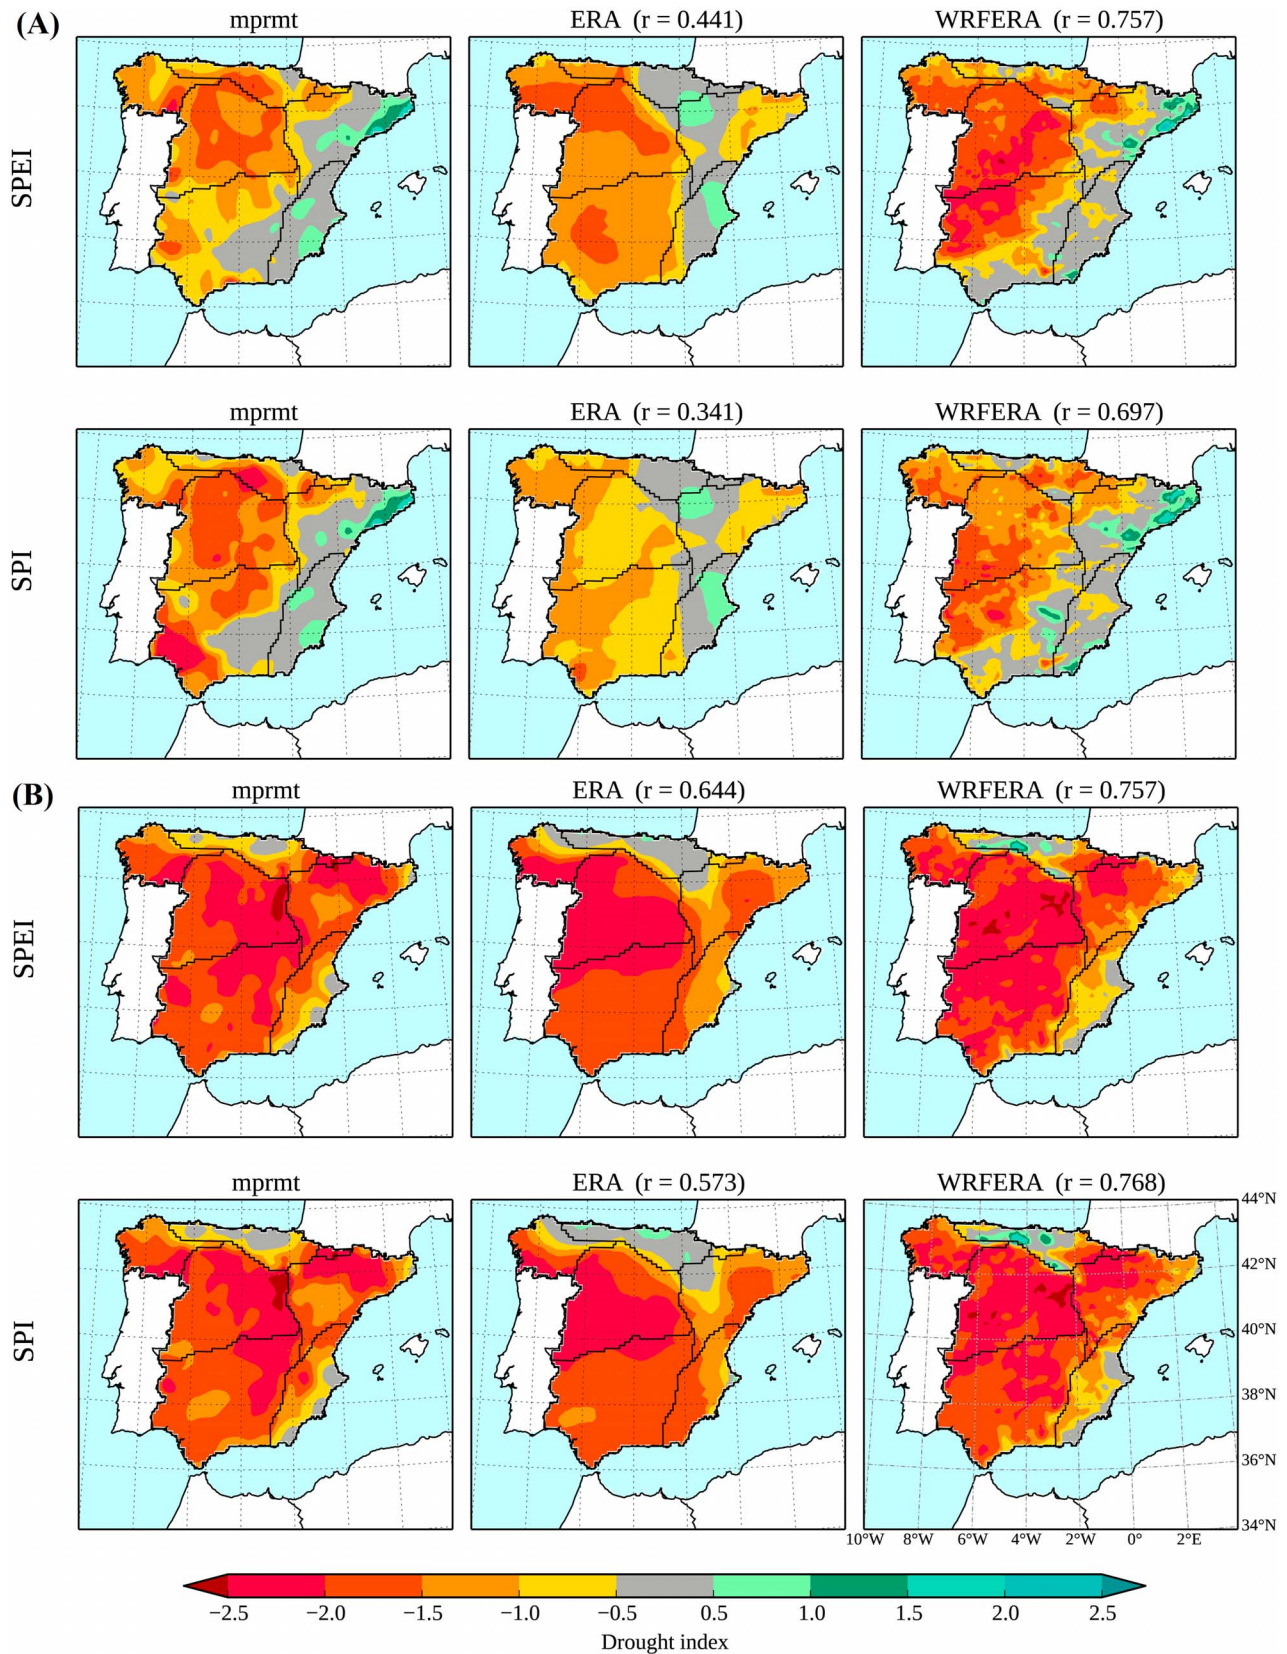 (A)
mprmt
ERA (r = 0.441)
WRFERA (r = 0.757)
SPEI
mprmt
ERA (r = 0.341)
WRFERA (r = 0.697)
SPI
(B)
mprmt
ERA (r = 0.644)
WRFERA (r = 0.757)
SPEI
mprmt
ERA (r = 0.573)
WRFERA (r = 0.768)
SPI
44°N
42°N
40°N
38°N
36°N
34°N
10°W 8°W 6°W 4°W 2°W 0° 2°E
−2.5 −2.0 −1.5 −1.0 −0.5 0.5 1.0 1.5 2.0 2.5
Drought index